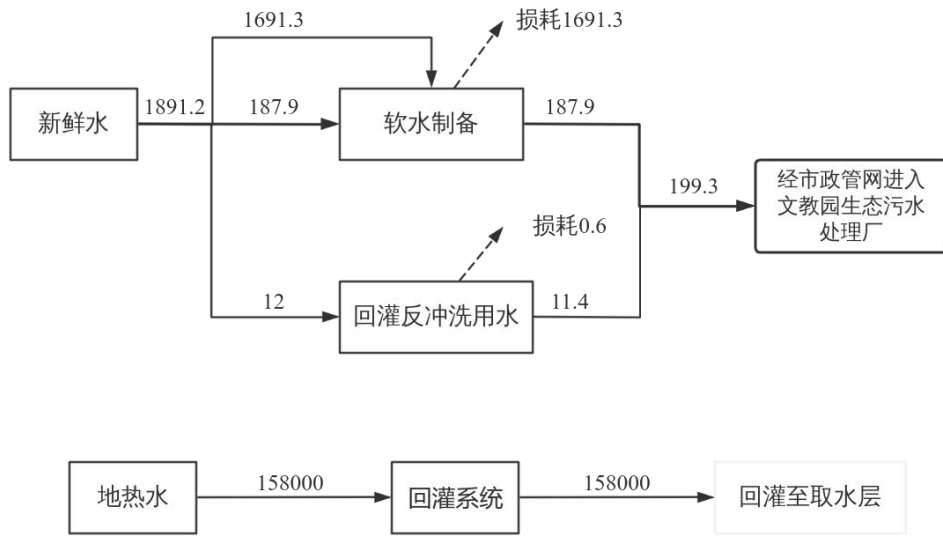 1691.3
损耗1691.3
新鲜水
1891.2
187.9
软水制备
187.9
199.3
经市政管网进入
文教园生态污水
处理厂
损耗0.6
12
回灌反冲洗用水
11.4
地热水
158000
回灌系统
158000
回灌至取水层